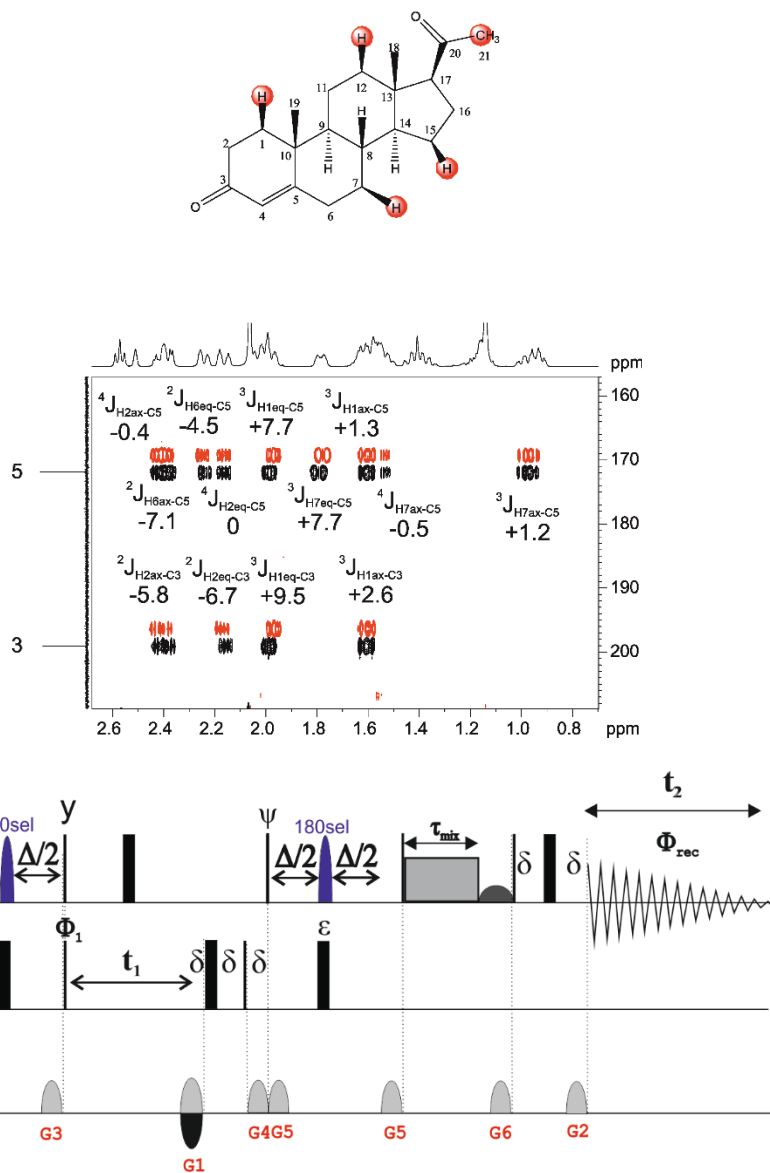 O
20
CH3
21
H
18
12
17
11
13
H
16
19
H
14
1
9
15
2
8
10
H
H
H
3
7
5
H
O
4
6
ppm
4JH2ax-C5
2JH6eq-C5
3JH1eq-C5
3JH1ax-C5
160
-0.4
-4.5
+7.7
+1.3
5
170
2JH6ax-C5
4JH2eq-C5
3JH7eq-C5
4JH7ax-C5
3JH7ax-C5
-7.1
0
+7.7
-0.5
+1.2
180
2JH2ax-C3
2JH2eq-C3
3JH1eq-C3
3JH1ax-C3
190
-5.8
-6.7
+9.5
+2.6
3
200
2.6 2.4 2.2 2.0 1.8 1.6 1.4 1.2 1.0 0.8 ppm
t2
0sel
y
ψ
180sel
τmix
Φrec
Δ/2
Δ/2
Δ/2
δ
δ
Φ1
ε
t1
δ
δ
δ
G3
G1
G4
G5
G5
G6
G2